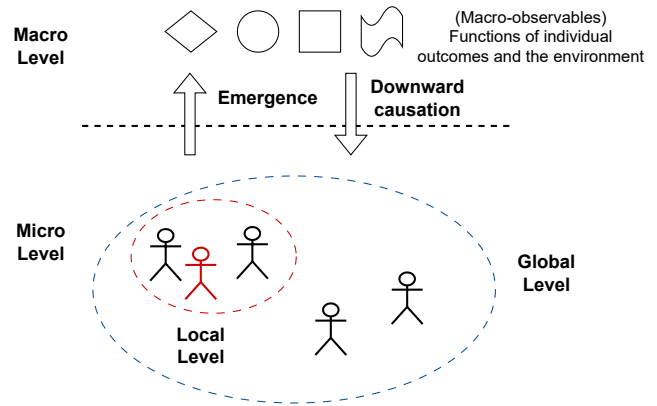 Macro
Level
(Macro-observables)
Functions of individual
outcomes and the environment
Emergence
Downward
causation
Micro
Level
Global
Level
Local
Level